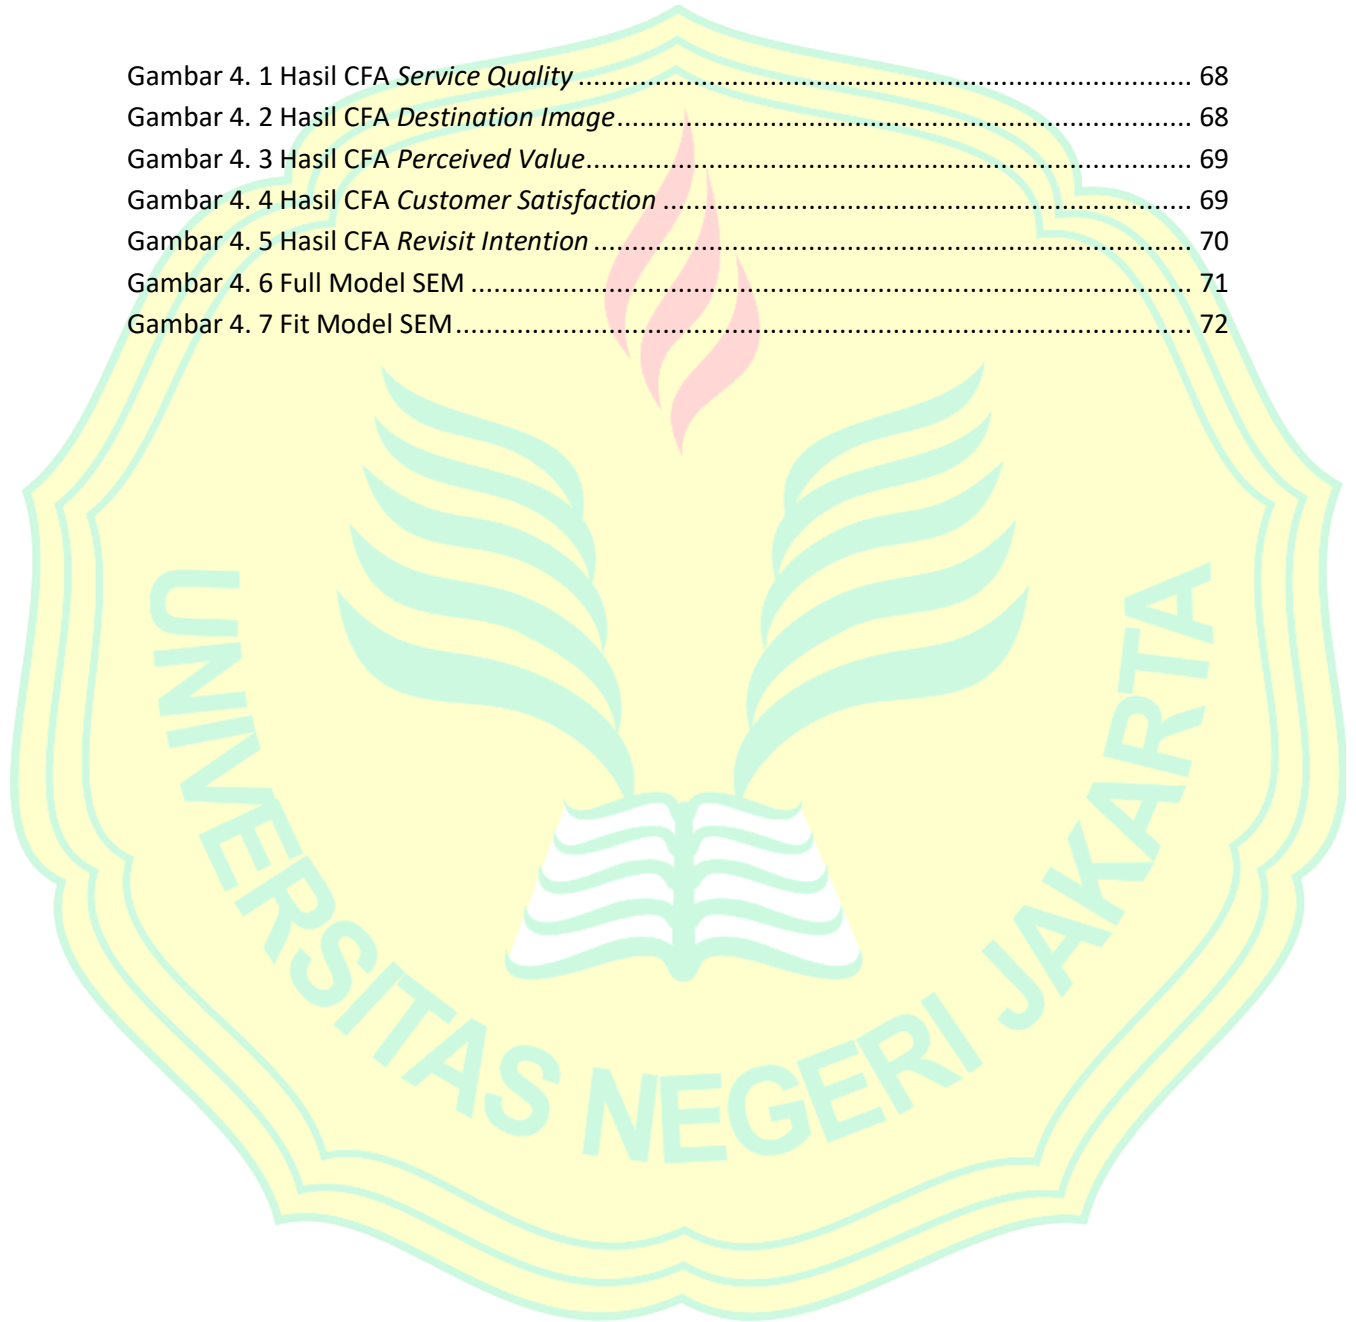 Gambar 4. 1 Hasil CFA Service Quality ................................................................................ 68
Gambar 4. 2 Hasil CFA Destination Image........................................................................... 68
Gambar 4. 3 Hasil CFA Perceived Value............................................................................... 69
Gambar 4. 4 Hasil CFA Customer Satisfaction ..................................................................... 69
Gambar 4. 5 Hasil CFA Revisit Intention .............................................................................. 70
Gambar 4. 6 Full Model SEM .............................................................................................. 71
Gambar 4. 7 Fit Model SEM................................................................................................ 72
UNIVERSITAS NEGERI JAKARTA